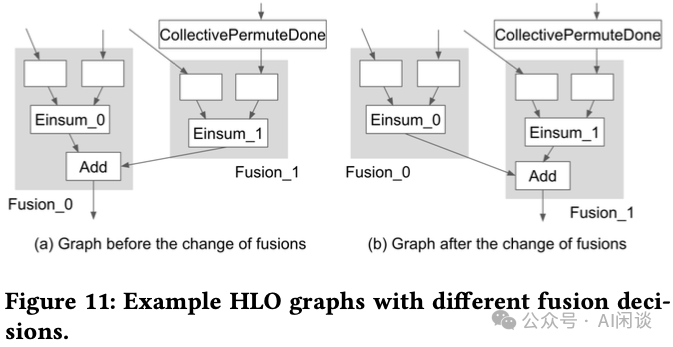 CollectivePermuteDone
Einsum_0
Einsum_1
Add
Fusion_0
Fusion_1
(a) Graph before the change of fusions
CollectivePermuteDone
Einsum_0
Einsum_1
Add
Fusion_0
Fusion_1
(b) Graph after the change of fusions
Figure 11: Example HLO graphs with different fusion deci-
sions.
公众号 · AI闲谈